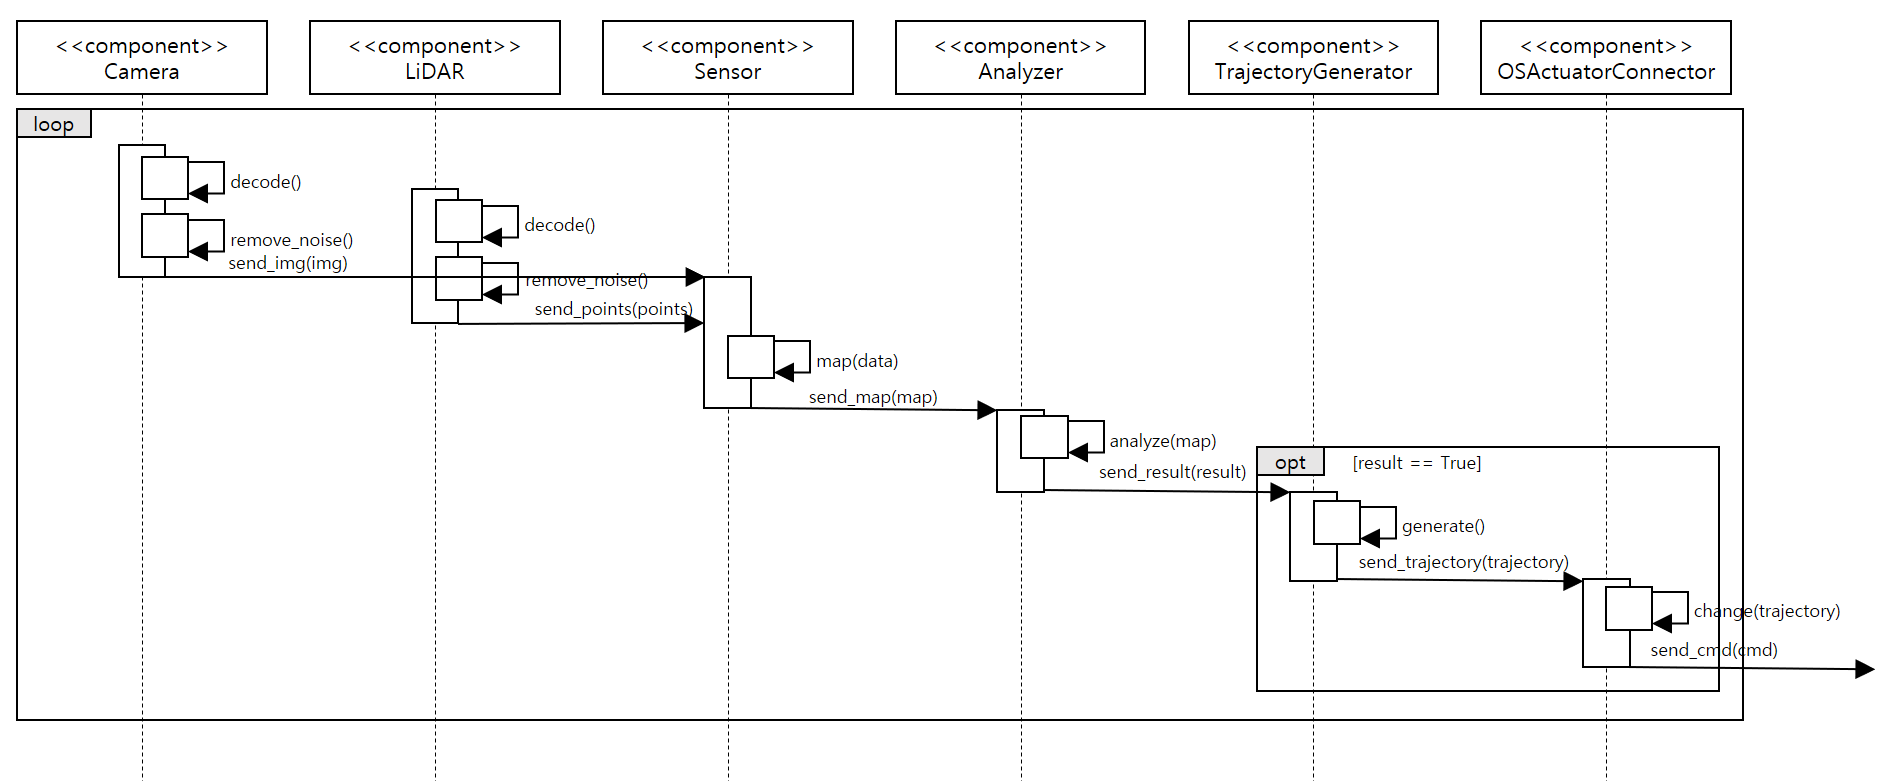 <<component>>
Camera
<<component>>
LiDAR
<<component>>
Sensor
<<component>>
Analyzer
<<component>>
TrajectoryGenerator
<<component>>
OSActuatorConnector
loop
decode()
decode()
remove_noise()
send_img(img)
remove_noise()
send_points(points)
map(data)
send_map(map)
analyze(map)
send_result(result)
opt
[result == True]
generate()
send_trajectory(trajectory)
change(trajectory)
send_cmd(cmd)